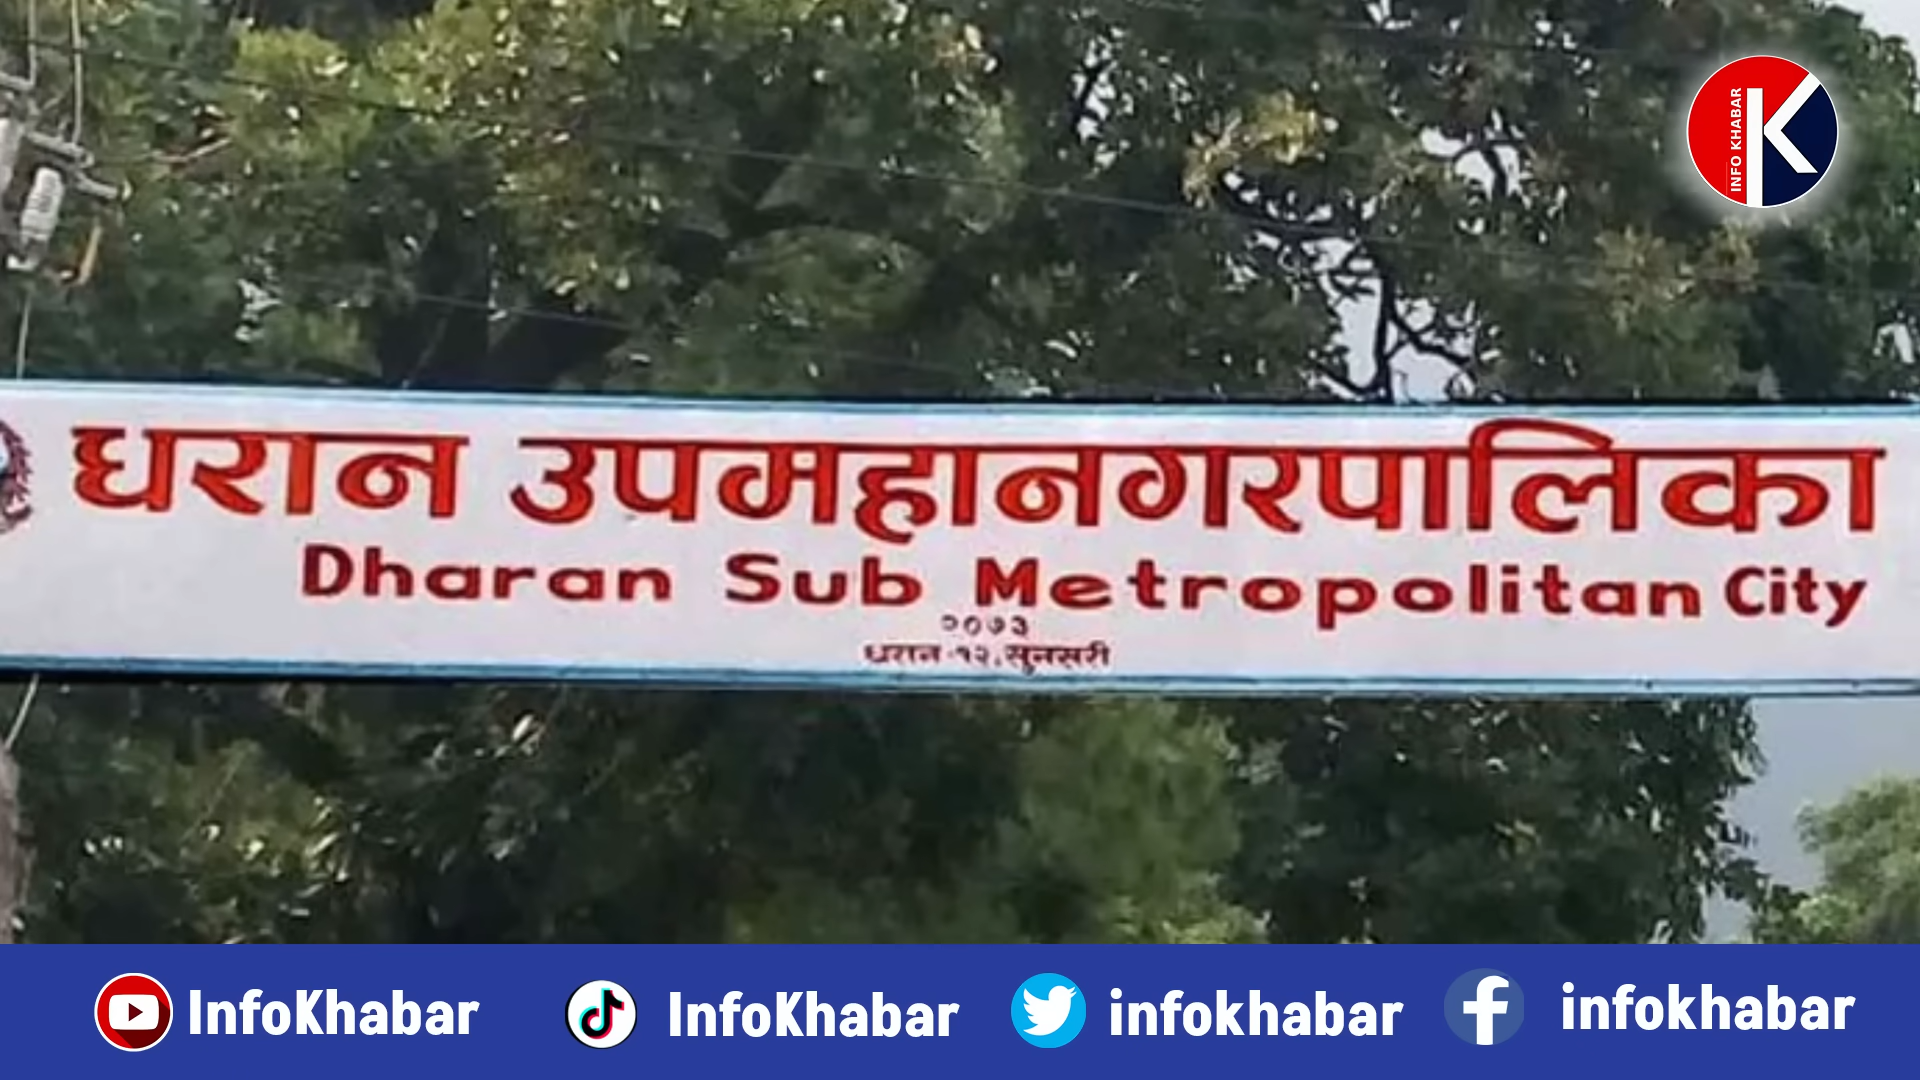 INFO KHABAR
धरान उपमहानगरपालिका
Dharan Sub Metropolitan City
२०७३
धरान-१२, सुनसरी
InfoKhabar InfoKhabar infokhabar infokhabar